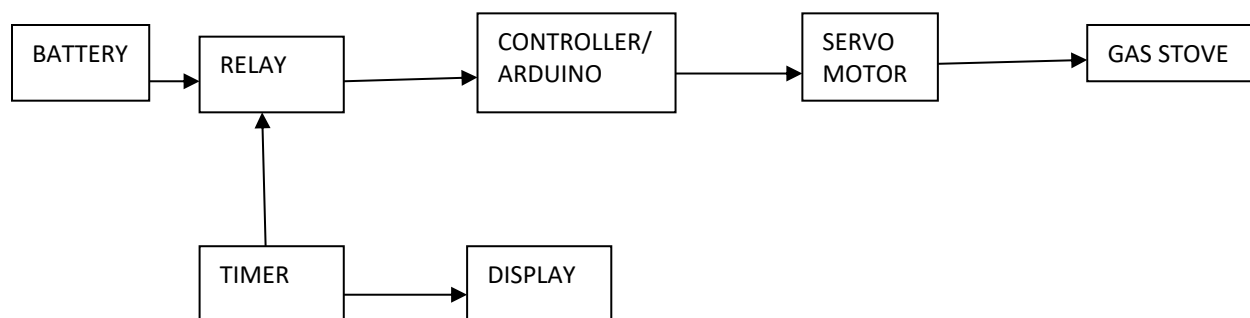 BATTERY
RELAY
CONTROLLER/
ARDUINO
SERVO
MOTOR
GAS STOVE
TIMER
DISPLAY